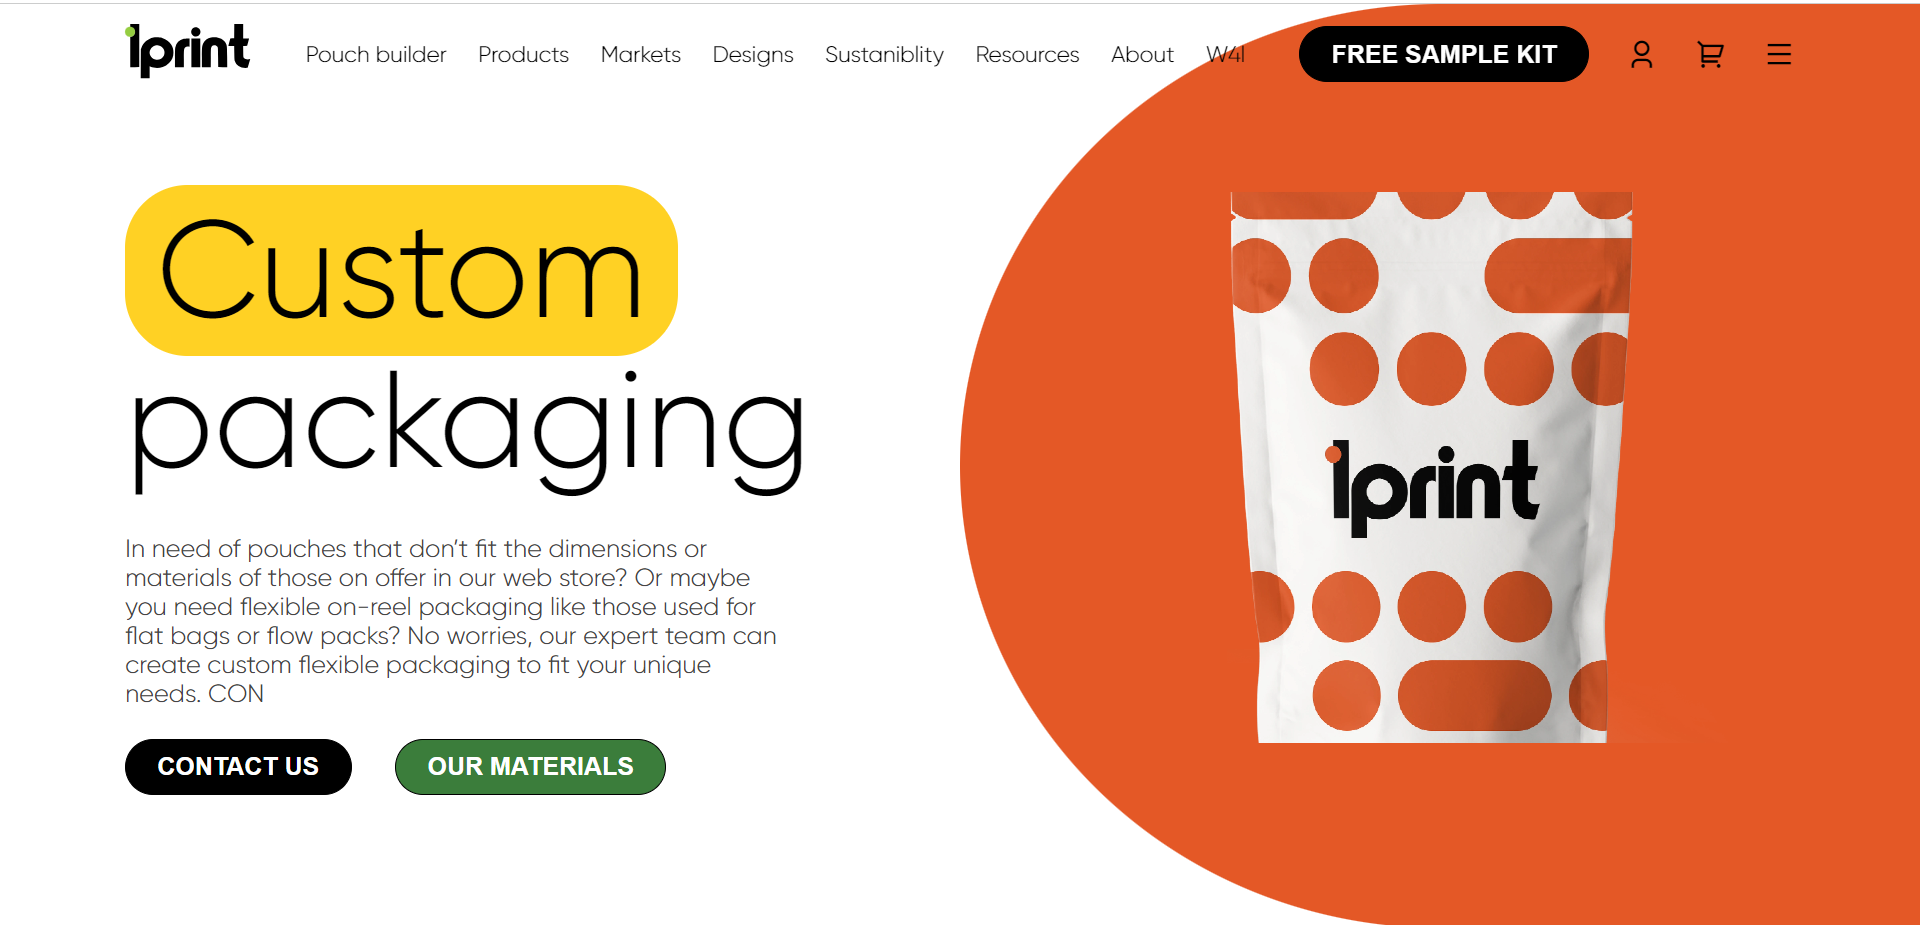 iprint
Pouch builder
Products
Markets
Designs
Sustaniblity
Resources
About
W4I
FREE SAMPLE KIT
Custom
packaging
In need of pouches that don’t fit the dimensions or
materials of those on offer in our web store? Or maybe
you need flexible on-reel packaging like those used for
flat bags or flow packs? No worries, our expert team can
create custom flexible packaging to fit your unique
needs. CON
CONTACT US
OUR MATERIALS
iprint